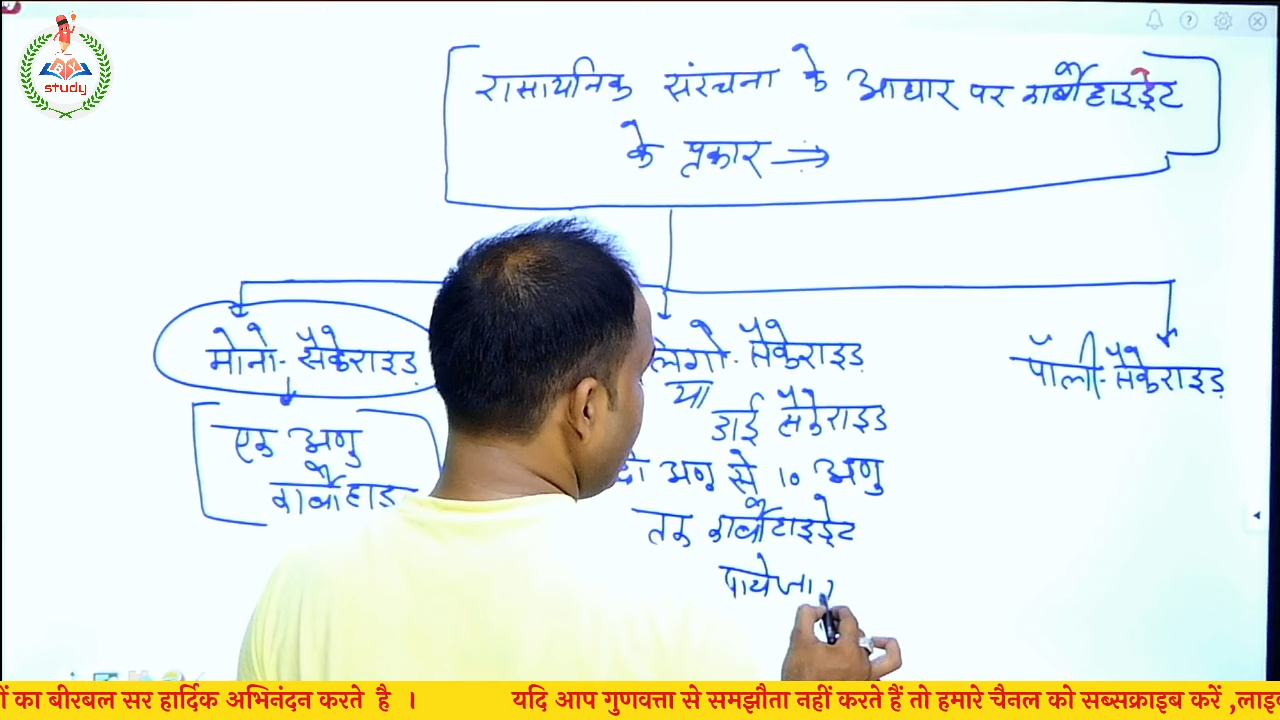 study
रासायनिक संरचना के आधार पर कार्बोहाइड्रेट
के प्रकार ⇒
मोनो-सैकेराइड
एक अणु
कार्बोहाइ
लिगो-सैकेराइड
या
डाई सैकेराइड
दो अणु से 10 अणु
तक कार्बोहाइड्रेट
पायेजा
पॉली-सैकेराइड
का बीरबल सर हार्दिक अभिनंदन करते है । यदि आप गुणवत्ता से समझौता नहीं करते हैं तो हमारे चैनल को सब्सक्राइब करें ,लाइ